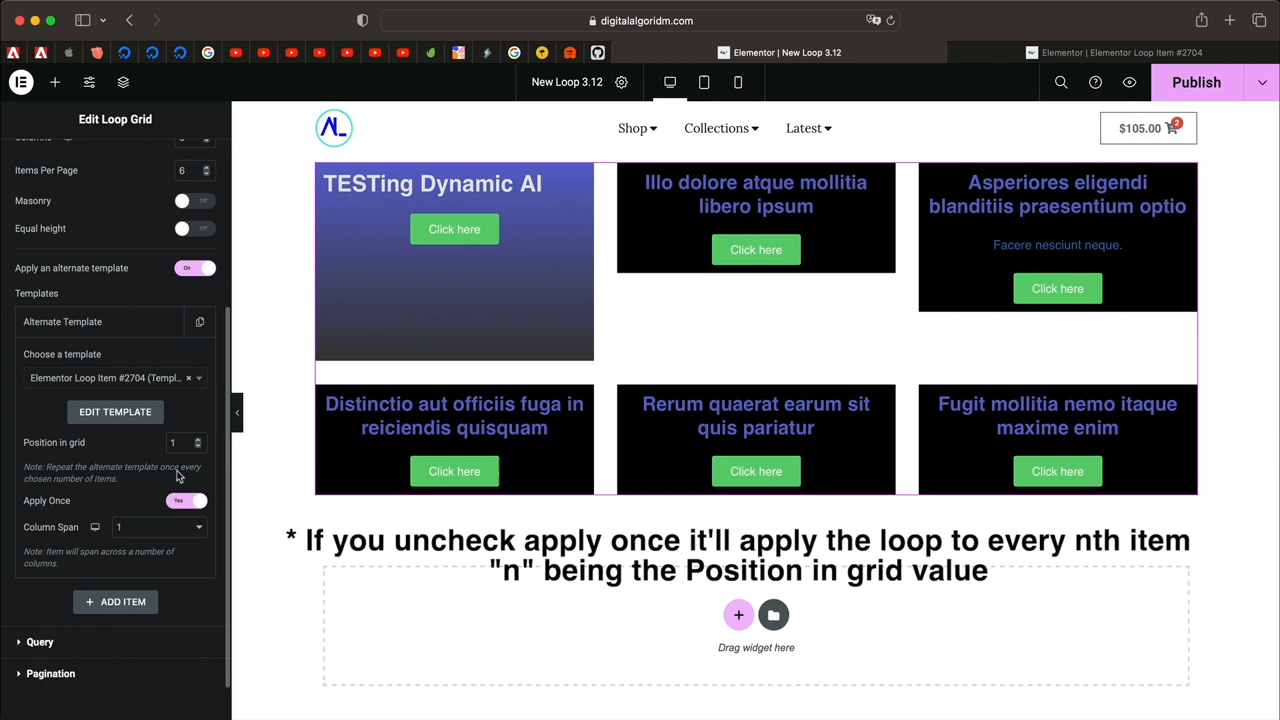 digitalalgoridm.com
Elementor | New Loop 3.12
Elementor | Elementor Loop Item #2704
New Loop 3.12
Publish
Edit Loop Grid
Items Per Page
6
Masonry
Off
Equal height
Off
Apply an alternate template
On
Templates
Alternate Template
Choose a template
Elementor Loop Item #2704 (Templ...
EDIT TEMPLATE
Position in grid
1
Note: Repeat the alternate template once every
chosen number of items.
Apply Once
Yes
Column Span
1
Note: Item will span across a number of
columns.
+ ADD ITEM
Query
Pagination
AL
Shop
Collections
Latest
$105.00
2
TESTing Dynamic AI
Click here
Illo dolore atque mollitia
libero ipsum
Click here
Asperiores eligendi
blanditiis praesentium optio
Facere nesciunt neque.
Click here
Distinctio aut officiis fuga in
reiciendis quisquam
Click here
Rerum quaerat earum sit
quis pariatur
Click here
Fugit mollitia nemo itaque
maxime enim
Click here
* If you uncheck apply once it'll apply the loop to every nth item
"n" being the Position in grid value
Drag widget here